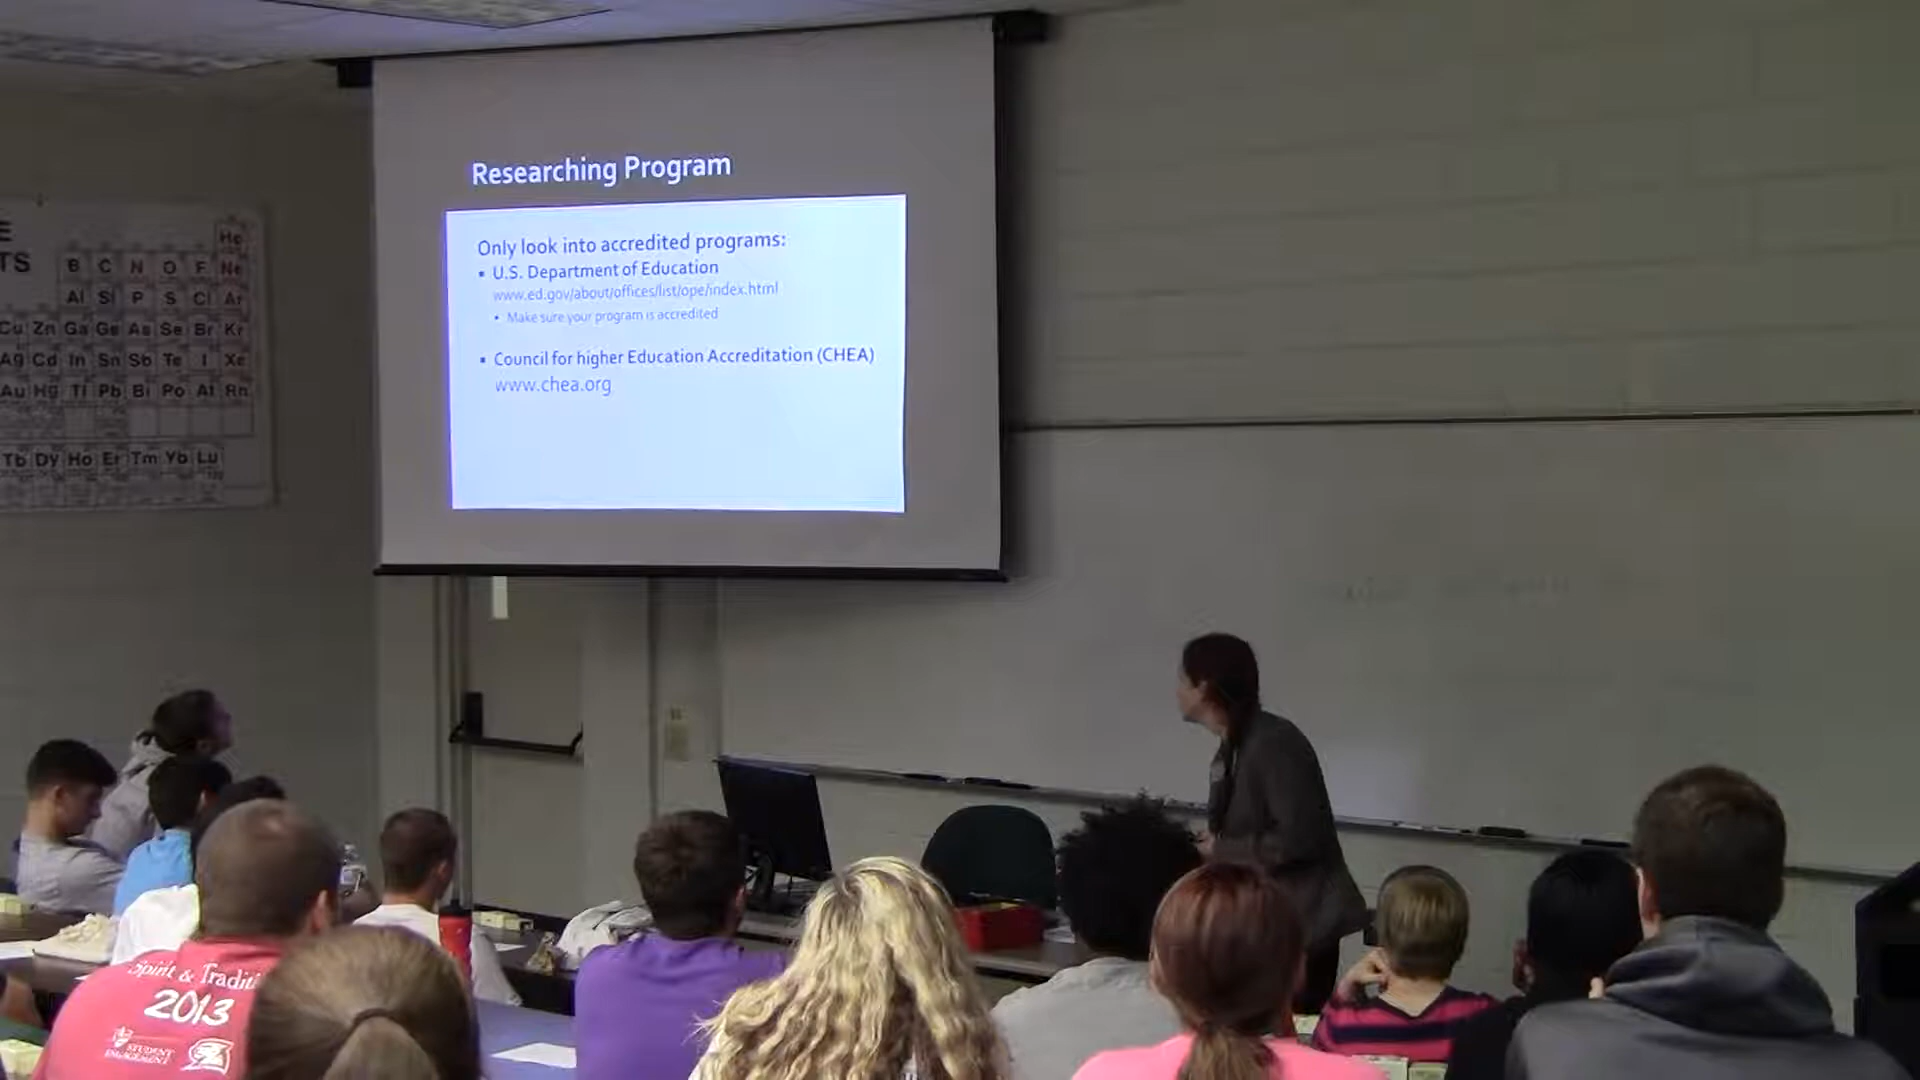 Researching Program
Only look into accredited programs:
▪ U.S. Department of Education
www.ed.gov/about/offices/list/ope/index.html
• Make sure your program is accredited
▪ Council for higher Education Accreditation (CHEA)
www.chea.org
E
TS
He
B C N O F Ne
Al Si P S Cl Ar
Cu Zn Ga Ge As Se Br Kr
Ag Cd In Sn Sb Te I Xe
Au Hg Tl Pb Bi Po At Rn
Tb Dy Ho Er Tm Yb Lu
Spirit & Traditi
2013
STUDENT
ENGAGEMENT